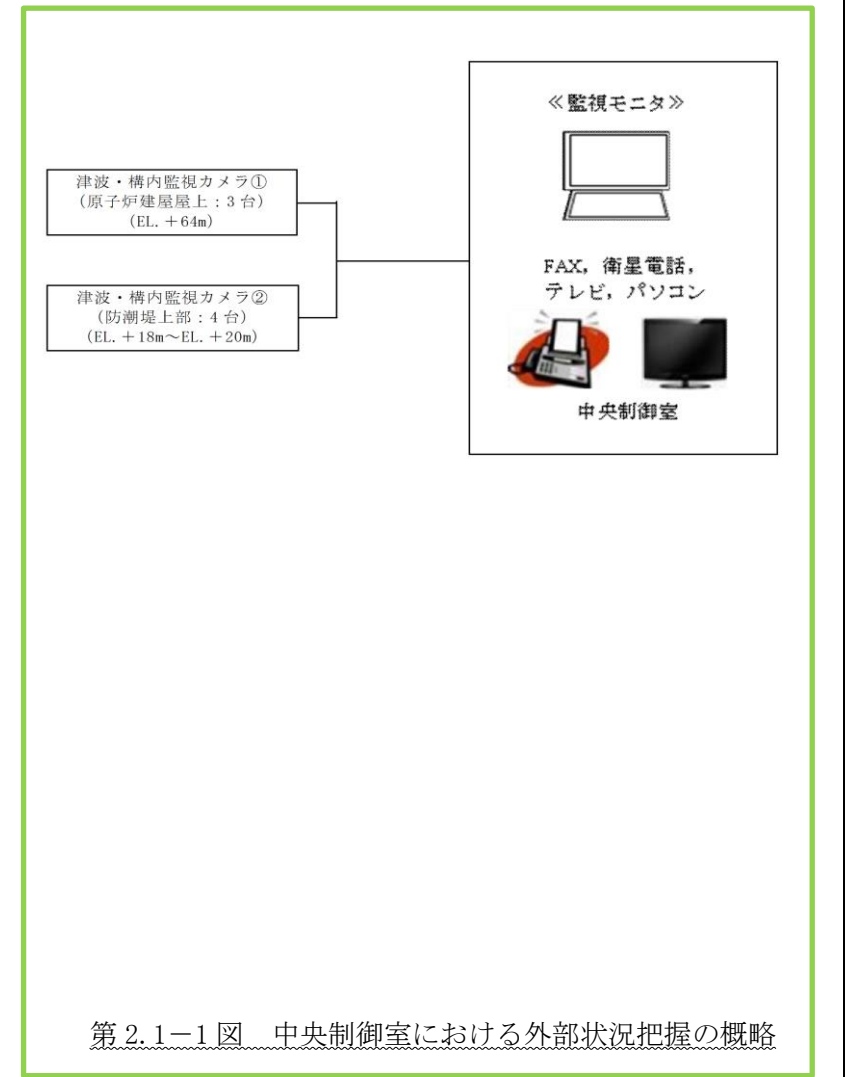 ≪監視モニタ≫
津波・構内監視カメラ①
(原子炉建屋屋上:3台)
(EL.+64m)
津波・構内監視カメラ②
(防潮堤上部:4台)
(EL.+18m～EL.+20m)
FAX, 衛星電話,
テレビ, パソコン
中央制御室
第2.1－1図　中央制御室における外部状況把握の概略